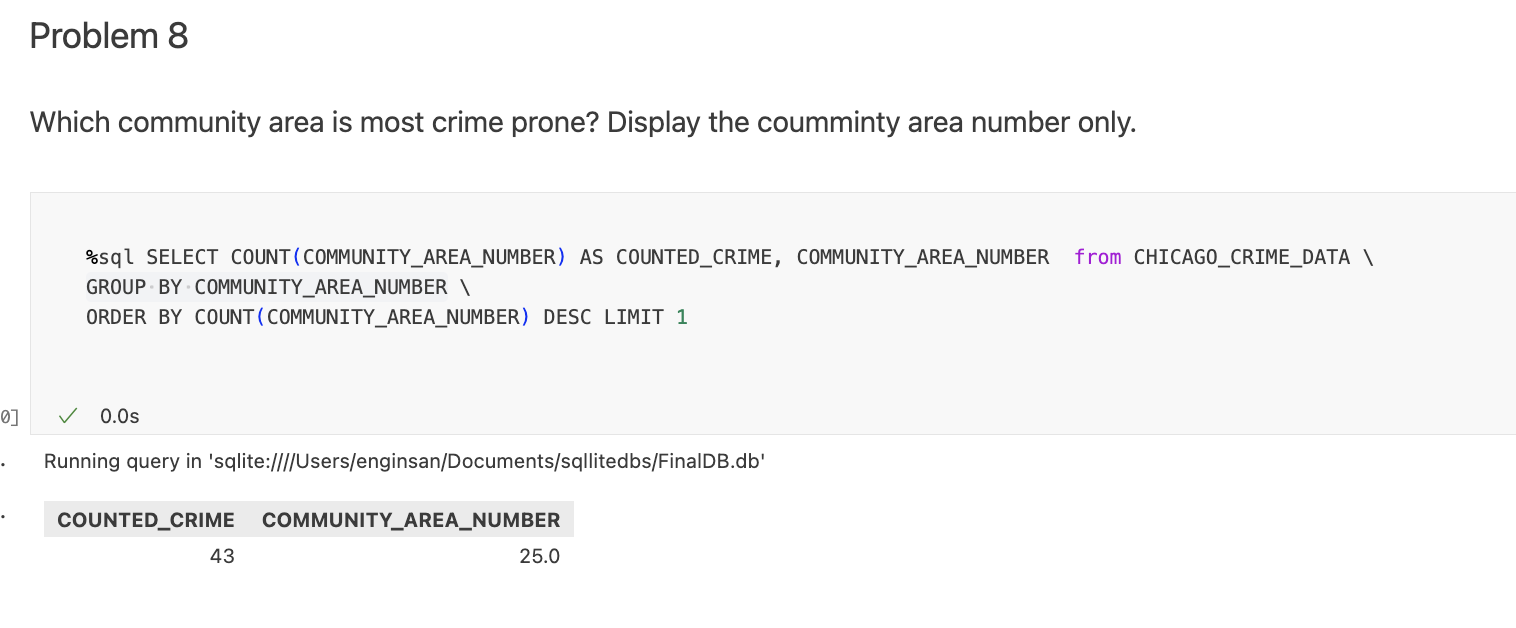 Problem 8
Which community area is most crime prone? Display the coumminty area number only.
%sql SELECT COUNT(COMMUNITY_AREA_NUMBER) AS COUNTED_CRIME, COMMUNITY_AREA_NUMBER  from CHICAGO_CRIME_DATA \
GROUP BY COMMUNITY_AREA_NUMBER \
ORDER BY COUNT(COMMUNITY_AREA_NUMBER) DESC LIMIT 1
0] ✓ 0.0s
Running query in 'sqlite:////Users/enginsan/Documents/sqllitedbs/FinalDB.db'
COUNTED_CRIME COMMUNITY_AREA_NUMBER
43 25.0